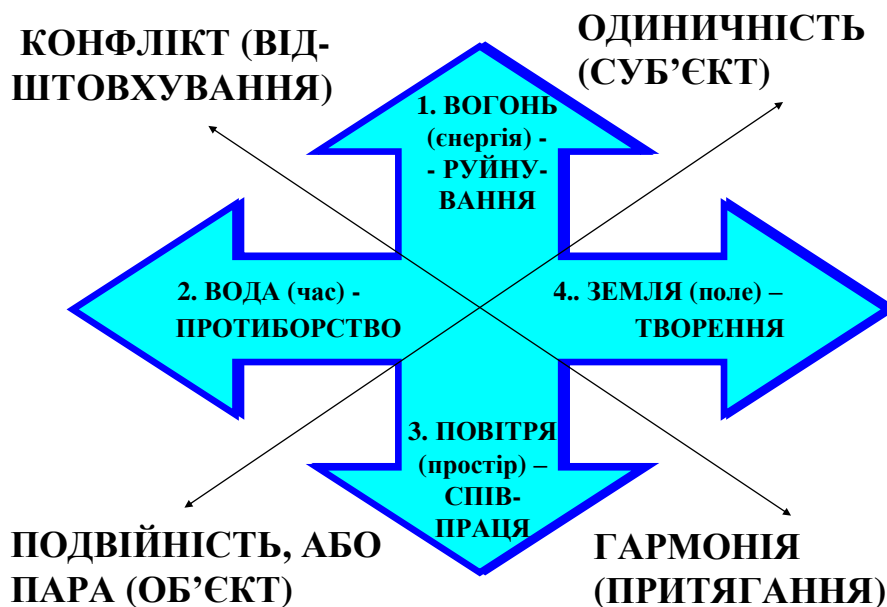 КОНФЛІКТ (ВІД-
ШТОВХУВАННЯ)
ОДИНИЧНІСТЬ
(СУБ’ЄКТ)
1. ВОГОНЬ
(єнергія) -
- РУЙНУ-
ВАННЯ
2. ВОДА (час) -
ПРОТИБОРСТВО
4.. ЗЕМЛЯ (поле) –
ТВОРЕННЯ
3. ПОВІТРЯ
(простір) –
СПІВ-
ПРАЦЯ
ПОДВІЙНІСТЬ, АБО
ПАРА (ОБ’ЄКТ)
ГАРМОНІЯ
(ПРИТЯГАННЯ)